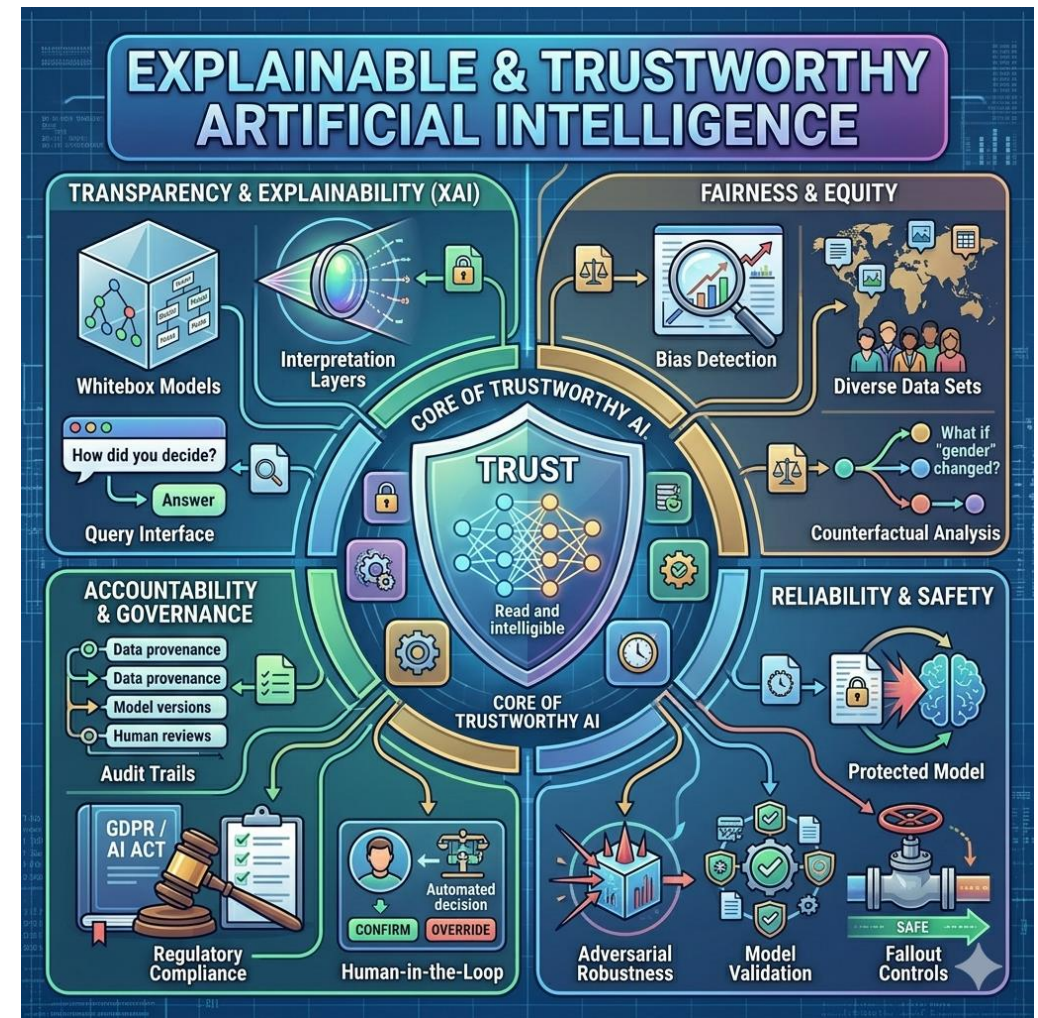 EXPLAINABLE & TRUSTWORTHY
ARTIFICIAL INTELLIGENCE
TRANSPARENCY & EXPLAINABILITY (XAI)
Whitebox Models
Interpretation
Layers
How did you decide?
Answer
Query Interface
FAIRNESS & EQUITY
Bias Detection
Diverse Data Sets
What if
"gender"
changed?
Counterfactual Analysis
CORE OF TRUSTWORTHY AI.
TRUST
Read and
intelligible
CORE OF
TRUSTWORTHY AI
ACCOUNTABILITY
& GOVERNANCE
Data provenance
Data provenance
Model versions
Human reviews
Audit Trails
GDPR /
AI ACT
Regulatory
Compliance
Automated
decision
CONFIRM
OVERRIDE
Human-in-the-Loop
RELIABILITY & SAFETY
Protected Model
Adversarial
Robustness
Model
Validation
SAFE
Fallout
Controls